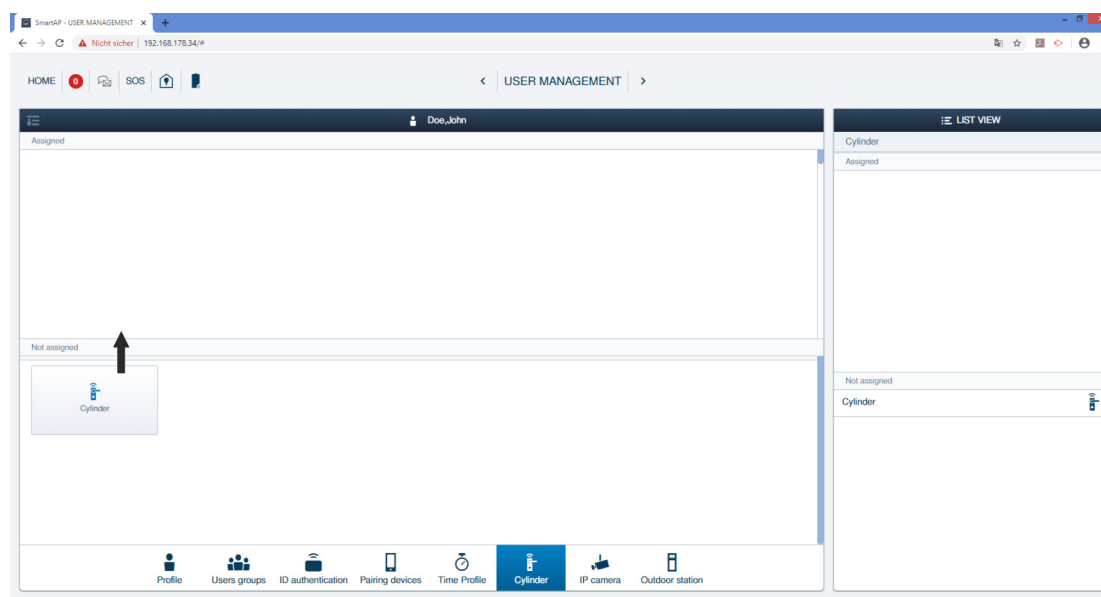 SmartAP - USER MANAGEMENT
Nicht sicher | 192.168.178.34/#
HOME 0 SOS < USER MANAGEMENT >
Doe,John
Assigned
Not assigned
Cylinder
Profile Users groups ID authentication Pairing devices Time Profile Cylinder IP camera Outdoor station
LIST VIEW
Cylinder
Assigned
Not assigned
Cylinder